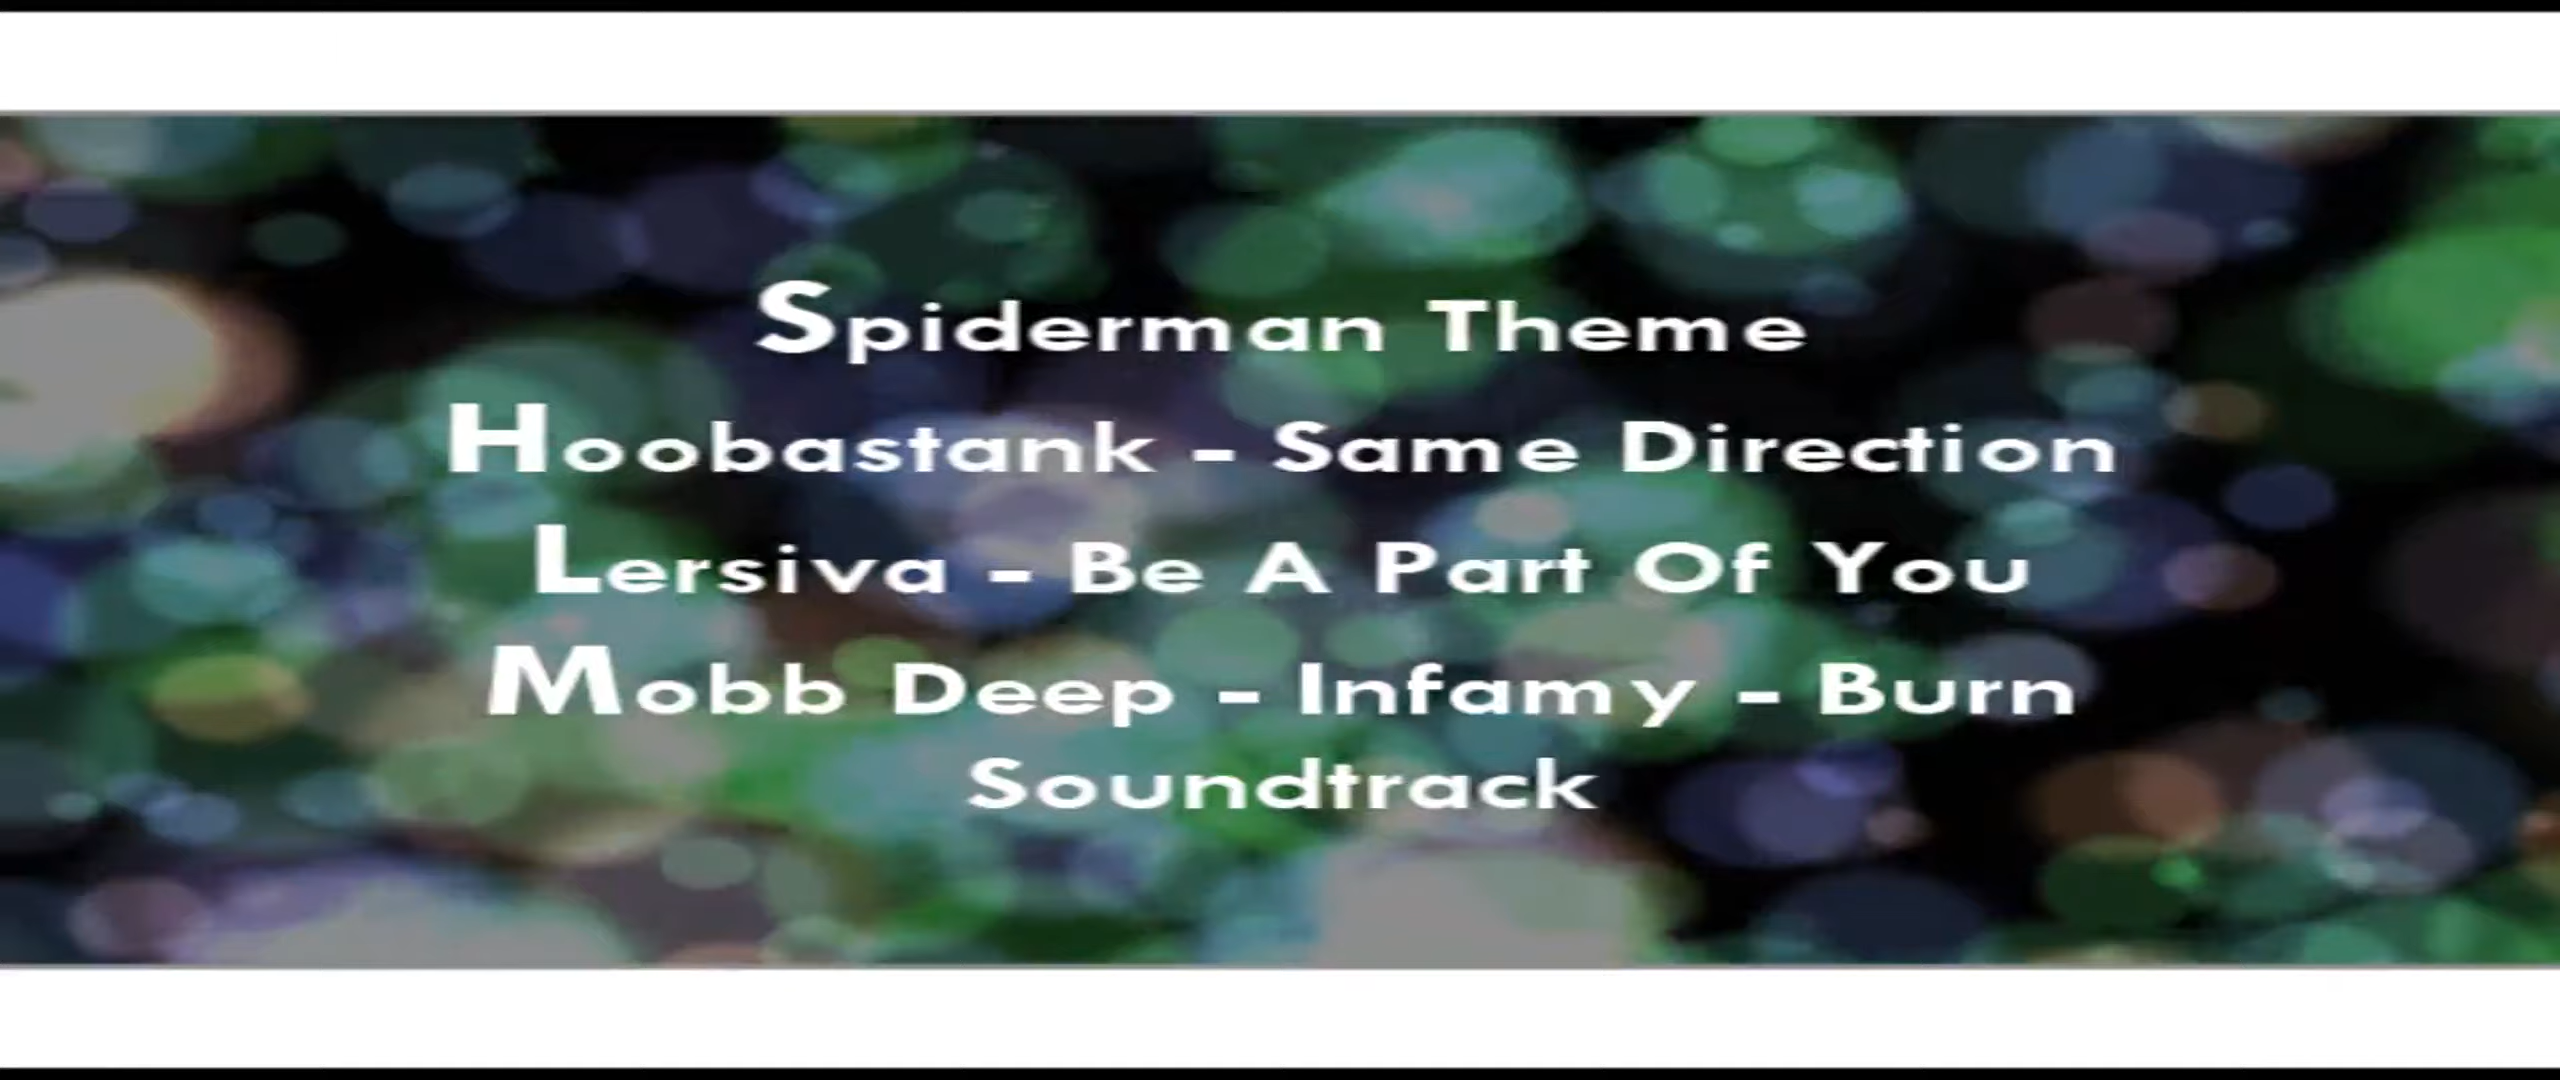 Spiderman Theme
Hoobastank - Same Direction
Lersiva - Be A Part Of You
Mobb Deep - Infamy - Burn
Soundtrack